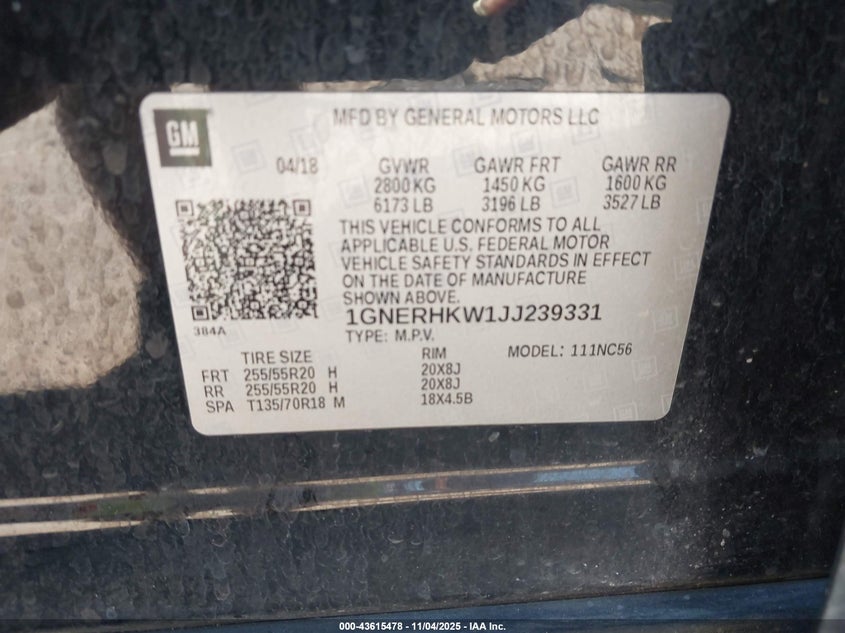 GM
MFD BY GENERAL MOTORS LLC
04/18 GVWR GAWR FRT GAWR RR
2800 KG 1450 KG 1600 KG
6173 LB 3196 LB 3527 LB
THIS VEHICLE CONFORMS TO ALL
APPLICABLE U.S. FEDERAL MOTOR
VEHICLE SAFETY STANDARDS IN EFFECT
ON THE DATE OF MANUFACTURE
SHOWN ABOVE.
384A
1GNERHKW1JJ239331
TYPE: M.P.V.
TIRE SIZE RIM MODEL: 111NC56
FRT 255/55R20 H 20X8J
RR 255/55R20 H 20X8J
SPA T135/70R18 M 18X4.5B
000-43615478 - 11/04/2025 - IAA Inc.